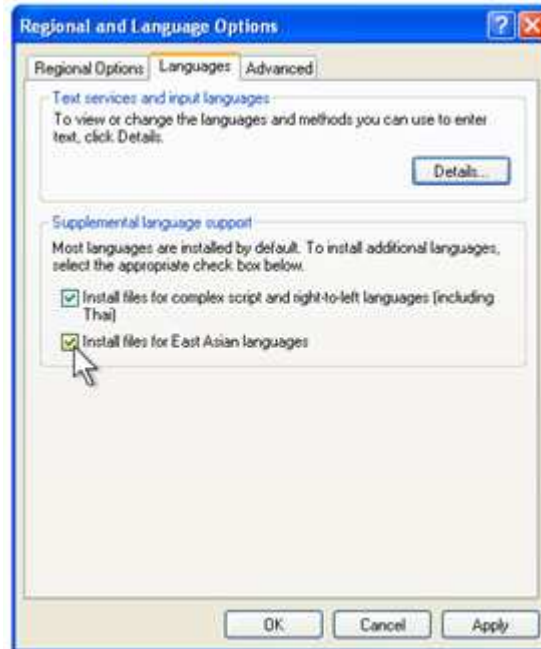 Regional and Language Options
Regional Options Languages Advanced
Text services and input languages
To view or change the languages and methods you can use to enter
text, click Details.
Details...
Supplemental language support
Most languages are installed by default. To install additional languages,
select the appropriate check box below.
Install files for complex script and right-to-left languages (including
Thai)
Install files for East Asian languages
OK Cancel Apply